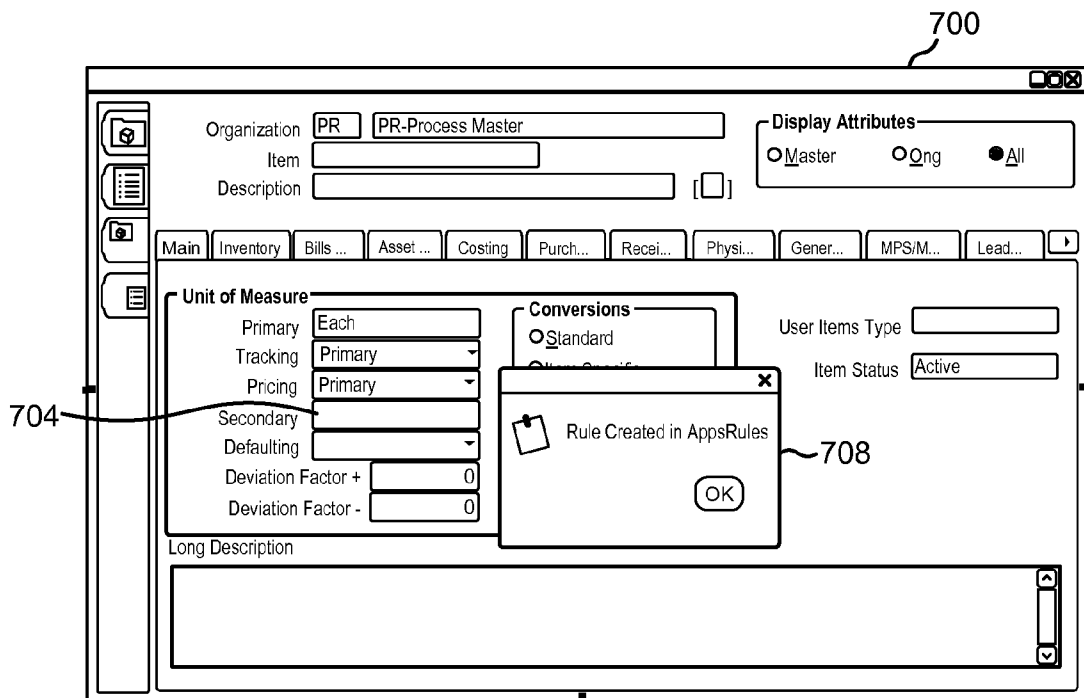 700
Organization PR PR-Process Master
Display Attributes
Item
Master Ong All
Description [ ]
Main Inventory Bills ... Asset ... Costing Purch... Recei... Physi... Gener... MPS/M... Lead...
Unit of Measure
Conversions
Primary Each
User Items Type
Standard
Tracking Primary
Item Specific
Item Status Active
Pricing Primary
704
Secondary
Rule Created in AppsRules
Defaulting
708
Deviation Factor + 0
OK
Deviation Factor - 0
Long Description